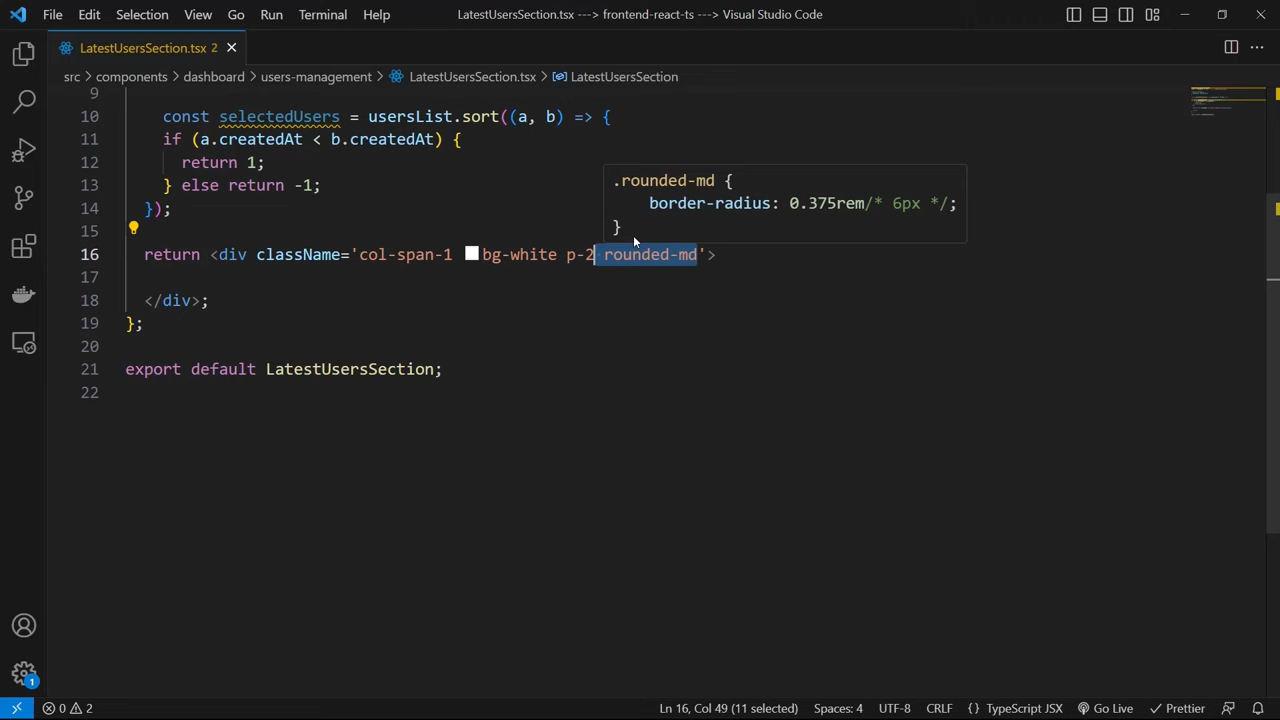 File Edit Selection View Go Run Terminal Help LatestUsersSection.tsx ---> frontend-react-ts ---> Visual Studio Code
LatestUsersSection.tsx 2
src > components > dashboard > users-management > LatestUsersSection.tsx > LatestUsersSection
9
10 const selectedUsers = usersList.sort((a, b) => {
11 if (a.createdAt < b.createdAt) {
12 return 1;
13 } else return -1;
14 });
15
16 return <div className='col-span-1 bg-white p-2 rounded-md'>
17
18 </div>;
19 };
20
21 export default LatestUsersSection;
22
.rounded-md {
border-radius: 0.375rem/* 6px */;
}
1
0 2 Ln 16, Col 49 (11 selected) Spaces: 4 UTF-8 CRLF {} TypeScript JSX Go Live Prettier